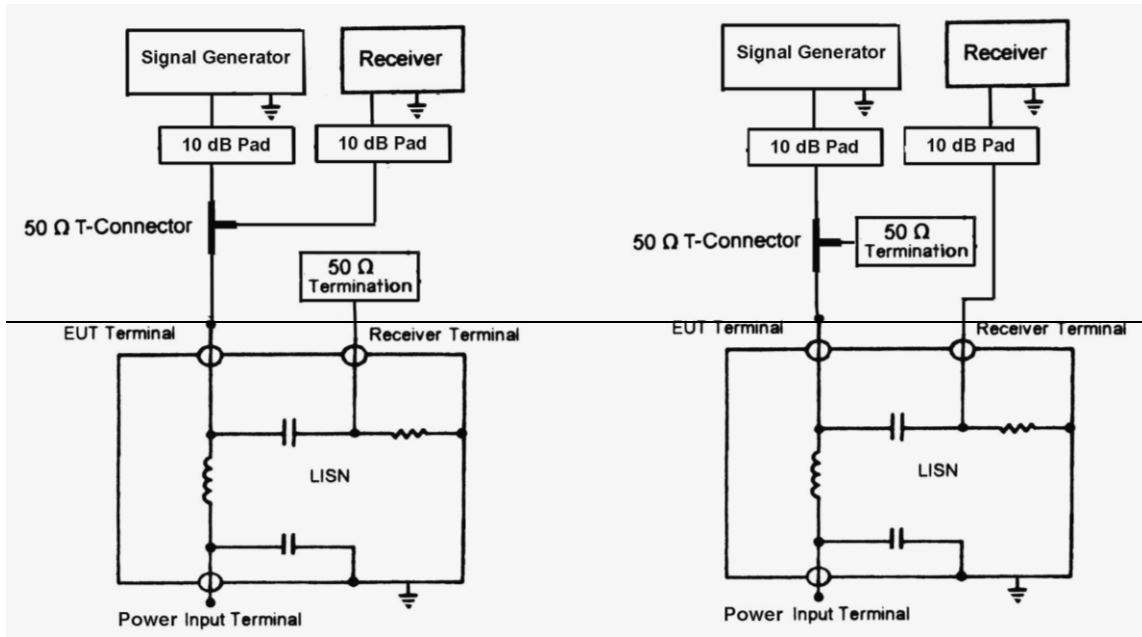 Signal Generator
Receiver
10 dB Pad
10 dB Pad
50 Ω T-Connector
50 Ω
Termination
EUT Terminal
Receiver Terminal
LISN
Power Input Terminal
Signal Generator
Receiver
10 dB Pad
10 dB Pad
50 Ω T-Connector
50 Ω
Termination
EUT Terminal
Receiver Terminal
LISN
Power Input Terminal